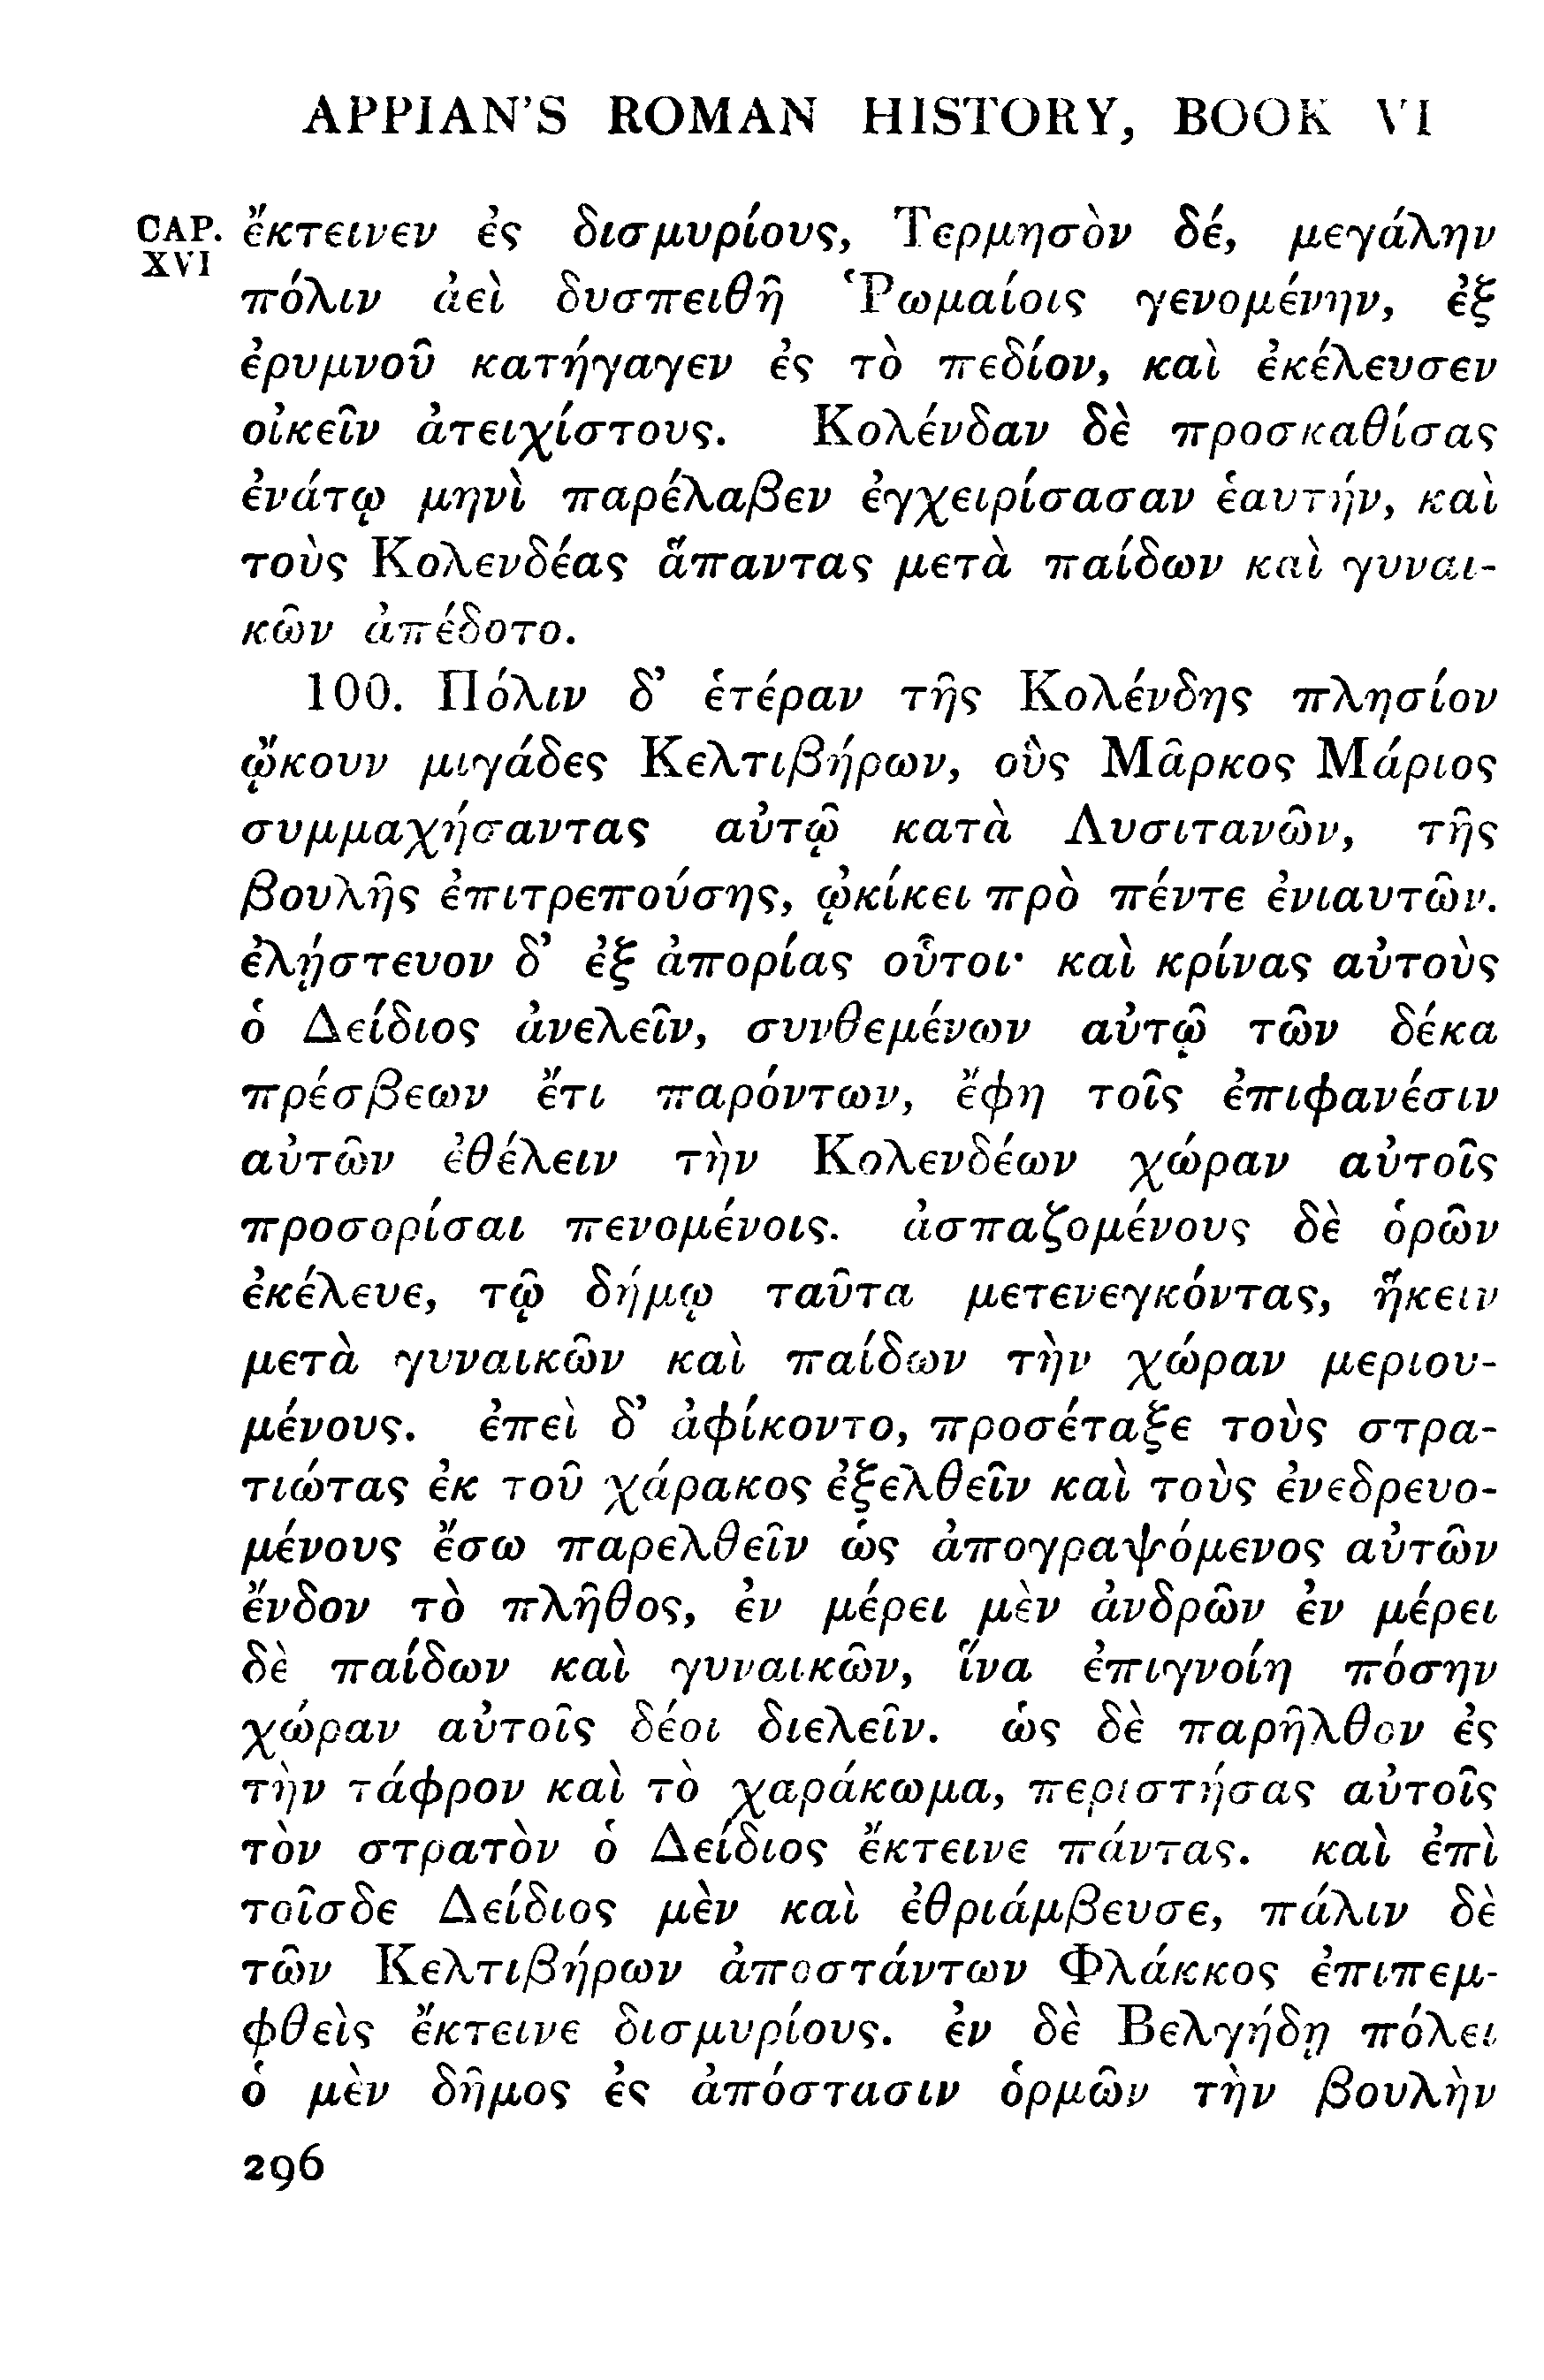 APPIAN'S ROMAN HISTORY, BOOK VI
CAP. XVI
ἔκτεινεν ἐς δισμυρίους, Τερμησὸν δέ, μεγάλην
πόλιν ἀεὶ δυσπειθῆ Ῥωμαίοις γενομένην, ἐξ
ἐρυμνοῦ κατήγαγεν ἐς τὸ πεδίον, καὶ ἐκέλευσεν
οἰκεῖν ἀτειχίστους. Κολένδαν δὲ προσκαθίσας
ἐνάτῳ μηνὶ παρέλαβεν ἐγχειρίσασαν ἑαυτήν, καὶ
τοὺς Κολενδέας ἅπαντας μετὰ παίδων καὶ γυναι-
κῶν ἀπέδοτο.
100. Πόλιν δ’ ἑτέραν τῆς Κολένδης πλησίον
ᾤκουν μιγάδες Κελτιβήρων, οὓς Μᾶρκος Μάριος
συμμαχήσαντας αὐτῷ κατὰ Λυσιτανῶν, τῆς
βουλῆς ἐπιτρεπούσης, ᾠκίκει πρὸ πέντε ἐνιαυτῶν.
ἐλῄστευον δ’ ἐξ ἀπορίας οὗτοι· καὶ κρίνας αὐτοὺς
ὁ Δείδιος ἀνελεῖν, συνθεμένων αὐτῷ τῶν δέκα
πρέσβεων ἔτι παρόντων, ἔφη τοῖς ἐπιφανέσιν
αὐτῶν ἐθέλειν τὴν Κολενδέων χώραν αὐτοῖς
προσορίσαι πενομένοις. ἀσπαζομένους δὲ ὁρῶν
ἐκέλευε, τῷ δήμῳ ταῦτα μετενεγκόντας, ἥκειν
μετὰ γυναικῶν καὶ παίδων τὴν χώραν μεριου-
μένους. ἐπεὶ δ’ ἀφίκοντο, προσέταξε τοὺς στρα-
τιώτας ἐκ τοῦ χάρακος ἐξελθεῖν καὶ τοὺς ἐνεδρευο-
μένους ἔσω παρελθεῖν ὡς ἀπογραψόμενος αὐτῶν
ἔνδον τὸ πλῆθος, ἐν μέρει μὲν ἀνδρῶν ἐν μέρει
δὲ παίδων καὶ γυναικῶν, ἵνα ἐπιγνοίη πόσην
χώραν αὐτοῖς δέοι διελεῖν. ὡς δὲ παρῆλθον ἐς
τὴν τάφρον καὶ τὸ χαράκωμα, περιστήσας αὐτοῖς
τὸν στρατὸν ὁ Δείδιος ἔκτεινε πάντας. καὶ ἐπὶ
τοῖσδε Δείδιος μὲν καὶ ἐθριάμβευσε, πάλιν δὲ
τῶν Κελτιβήρων ἀποστάντων Φλάκκος ἐπιπεμ-
φθεὶς ἔκτεινε δισμυρίους. ἐν δὲ Βελγήδῃ πόλει
ὁ μὲν δῆμος ἐς ἀπόστασιν ὁρμῶν τὴν βουλὴν
296